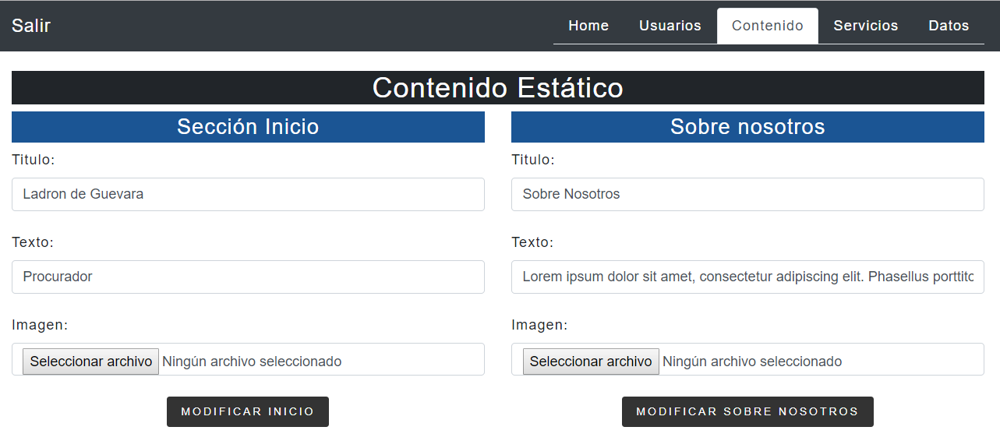 Salir
Home Usuarios Contenido Servicios Datos
Contenido Estático
Sección Inicio
Titulo:
Ladron de Guevara
Texto:
Procurador
Imagen:
Seleccionar archivo Ningún archivo seleccionado
MODIFICAR INICIO
Sobre nosotros
Titulo:
Sobre Nosotros
Texto:
Lorem ipsum dolor sit amet, consectetur adipiscing elit. Phasellus porttitc
Imagen:
Seleccionar archivo Ningún archivo seleccionado
MODIFICAR SOBRE NOSOTROS